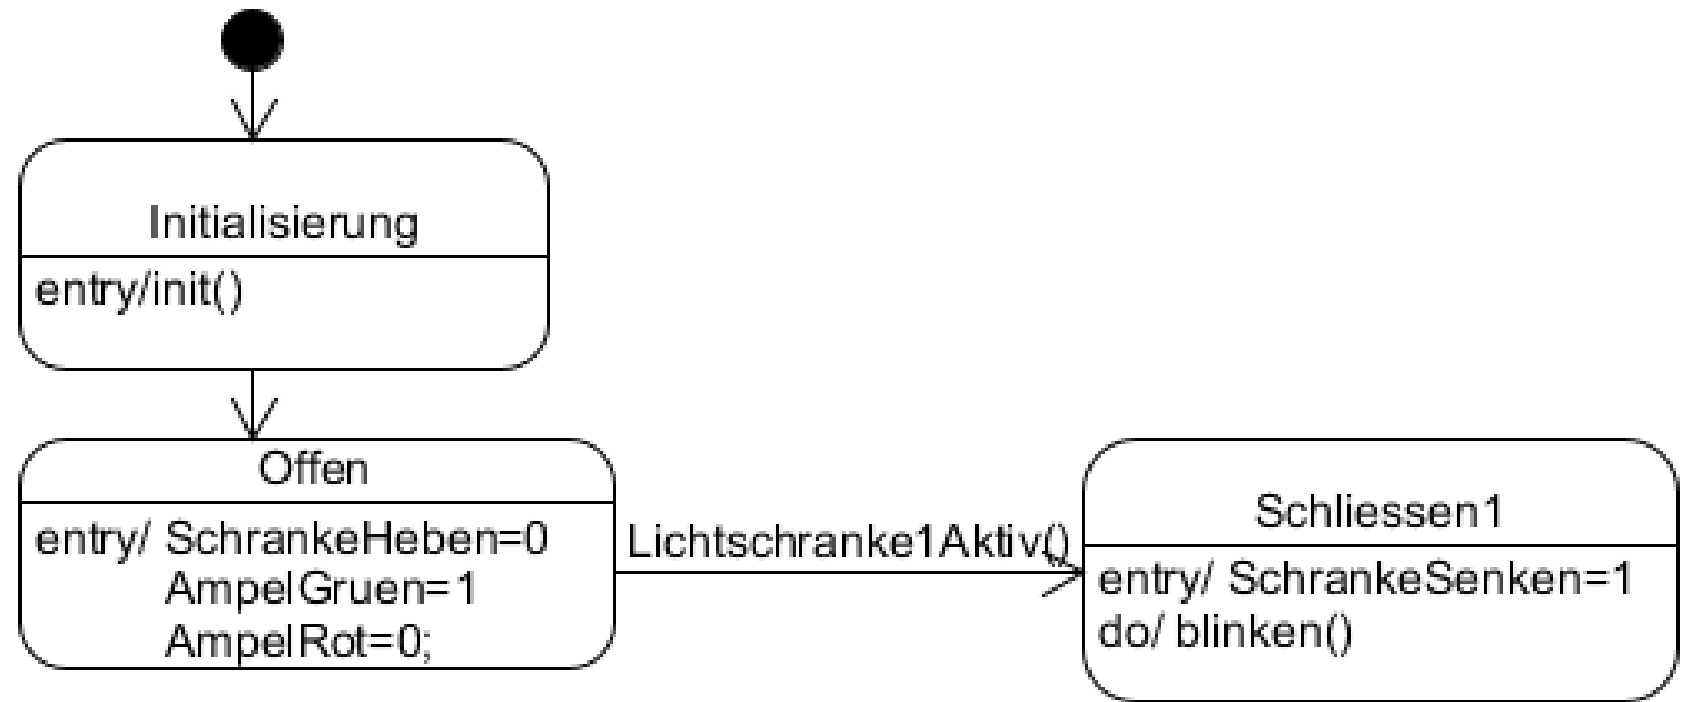 Initialisierung
entry/init()
Offen
entry/ SchrankeHeben=0
AmpelGruen=1
AmpelRot=0;
Lichtschranke1Aktiv()
Schliessen1
entry/ SchrankeSenken=1
do/ blinken()